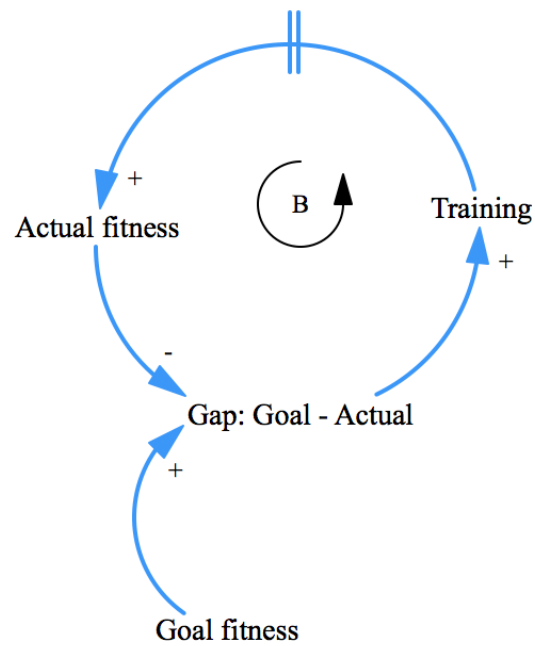 +
B
Actual fitness
Training
+
-
Gap: Goal - Actual
+
Goal fitness